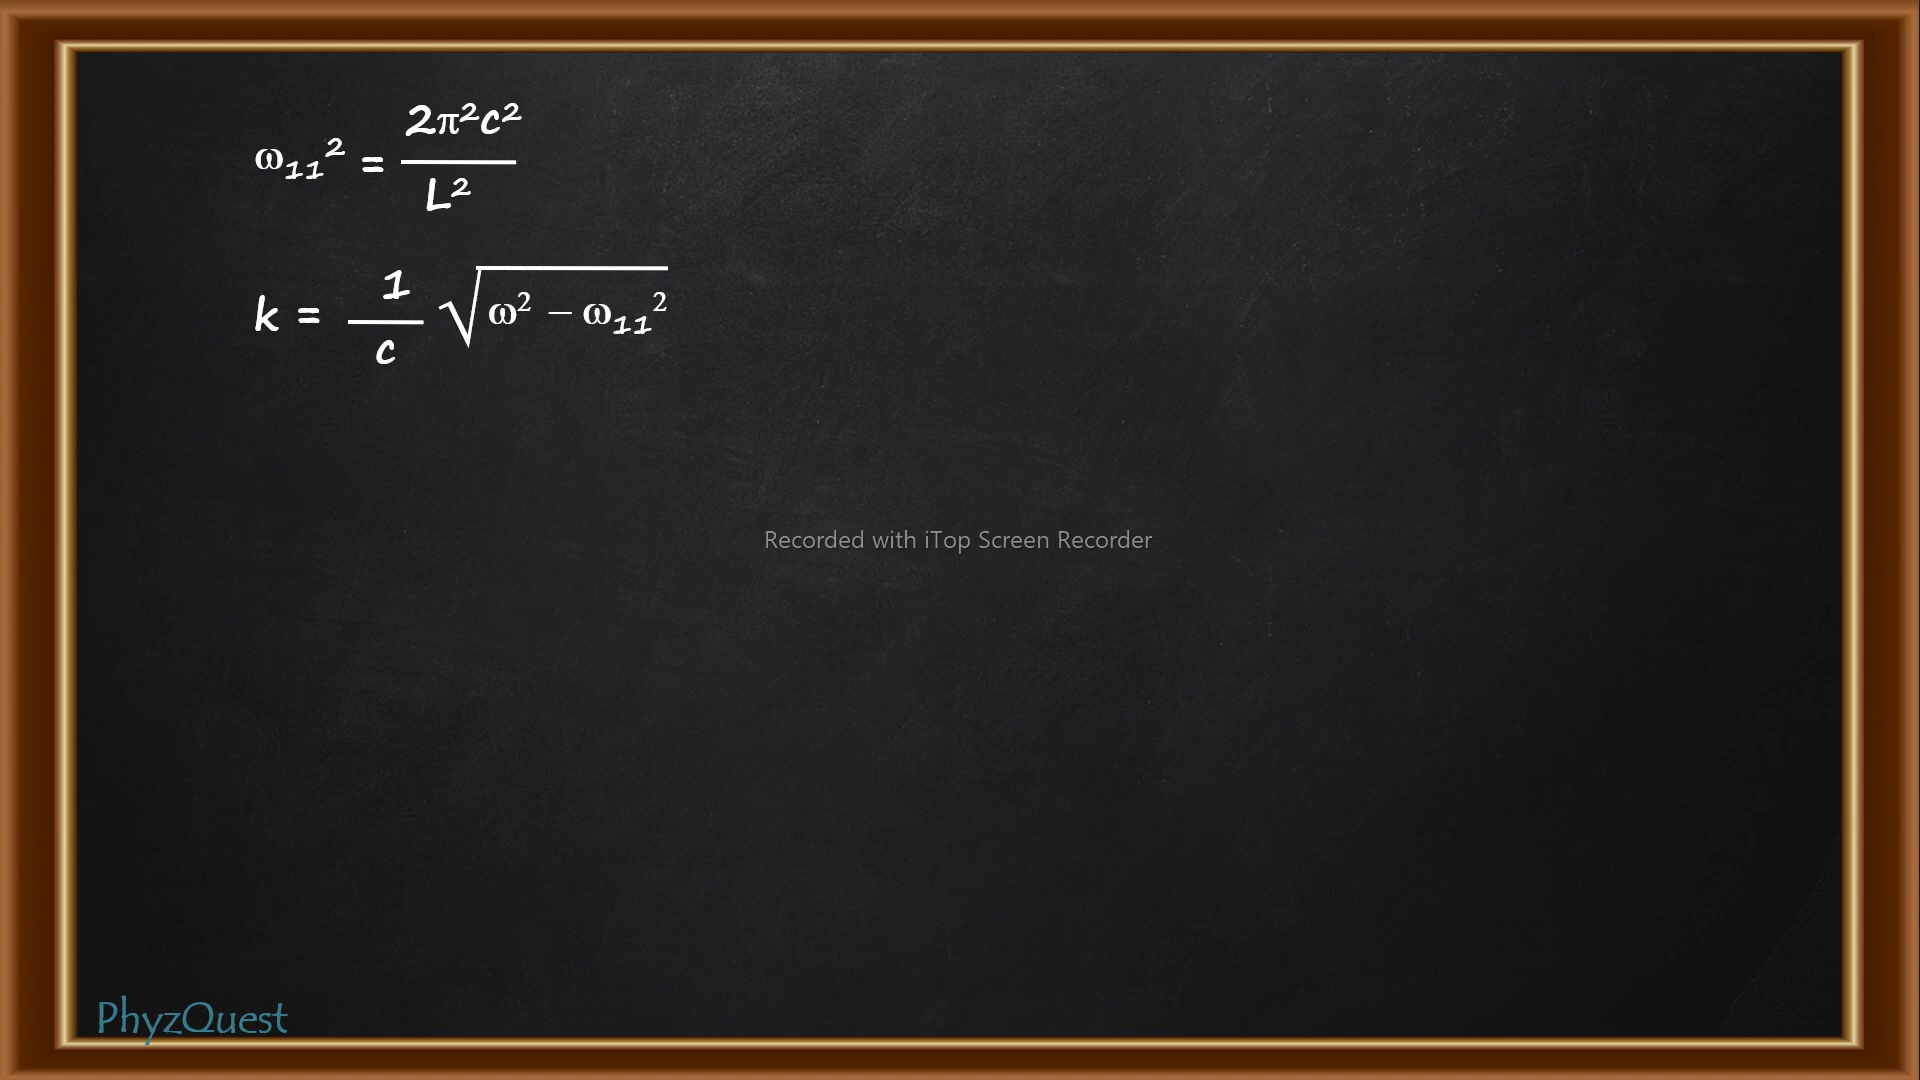 ω₁₁² = 2π²c² / L²
k = 1 / c √ω² – ω₁₁²
Recorded with iTop Screen Recorder
PhyzQuest